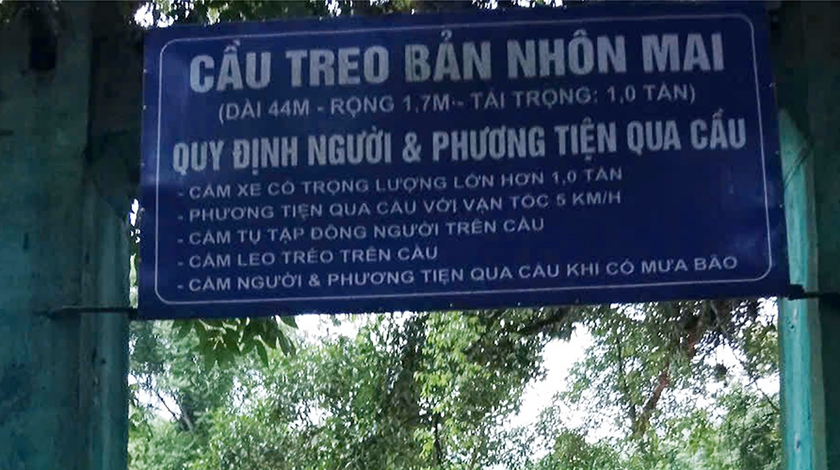 CẦU TREO BẢN NHÔN MAI
(DÀI 44M - RỘNG 1,7M - TẢI TRỌNG: 1,0 TẤN)
QUY ĐỊNH NGƯỜI & PHƯƠNG TIỆN QUA CẦU
- CẤM XE CÓ TRỌNG LƯỢNG LỚN HƠN 1,0 TẤN
- PHƯƠNG TIỆN QUA CẦU VỚI VẬN TỐC 5 KM/H
- CẤM TỤ TẬP ĐÔNG NGƯỜI TRÊN CẦU
- CẤM LEO TRÈO TRÊN CẦU
- CẤM NGƯỜI & PHƯƠNG TIỆN QUA CẦU KHI CÓ MƯA BÃO